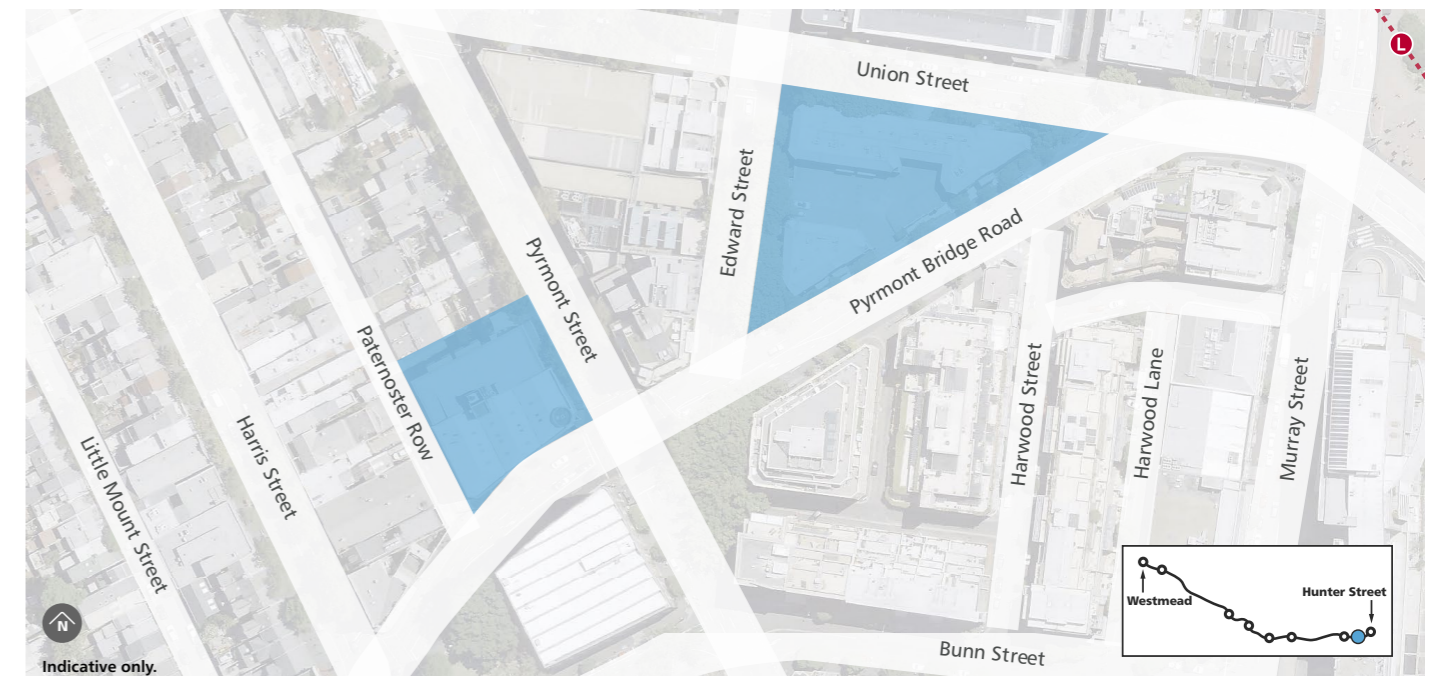 L
Union Street
Edward Street
Pyrmont Bridge Road
Pyrmont Street
Paternoster Row
Harris Street
Little Mount Street
Harwood Street
Harwood Lane
Murray Street
Bunn Street
Westmead
Hunter Street
N
Indicative only.